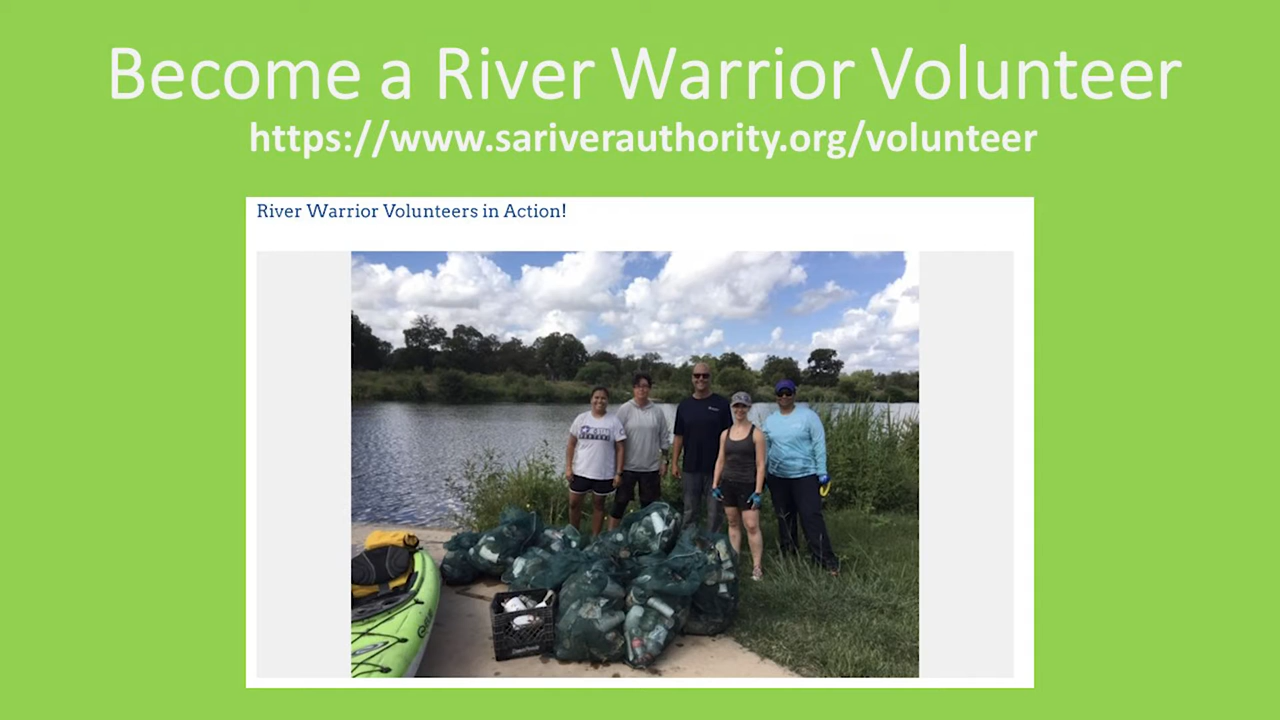 Become a River Warrior Volunteer
https://www.sariverauthority.org/volunteer
River Warrior Volunteers in Action!